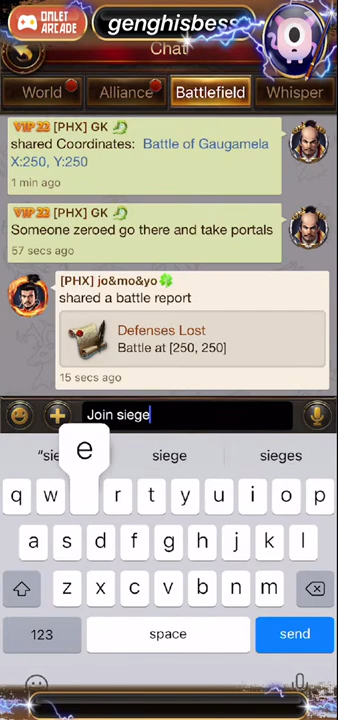 OMLET
ARCADE
genghisbess
Chat
World
Alliance
Battlefield
Whisper
VIP 22 [PHX] GK
shared Coordinates: Battle of Gaugamela
X:250, Y:250
1 min ago
VIP 22 [PHX] GK
Someone zeroed go there and take portals
57 secs ago
[PHX] jo&mo&yo
shared a battle report
Defenses Lost
Battle at [250, 250]
15 secs ago
Join siege
siege
sieges
e
q w r t y u i o p
a s d f g h j k l
z x c v b n m
123
space
send